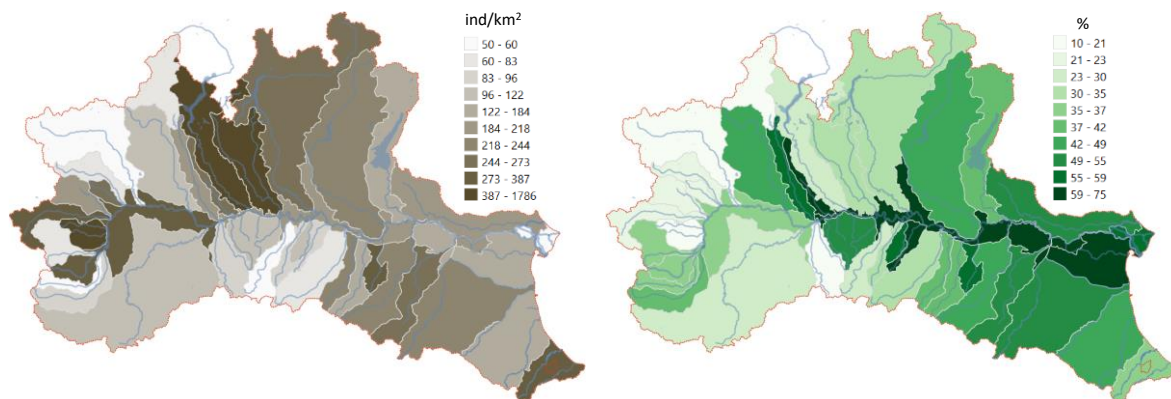 ind/km²
50 - 60
60 - 83
83 - 96
96 - 122
122 - 184
184 - 218
218 - 244
244 - 273
273 - 387
387 - 1786
%
10 - 21
21 - 23
23 - 30
30 - 35
35 - 37
37 - 42
42 - 49
49 - 55
55 - 59
59 - 75